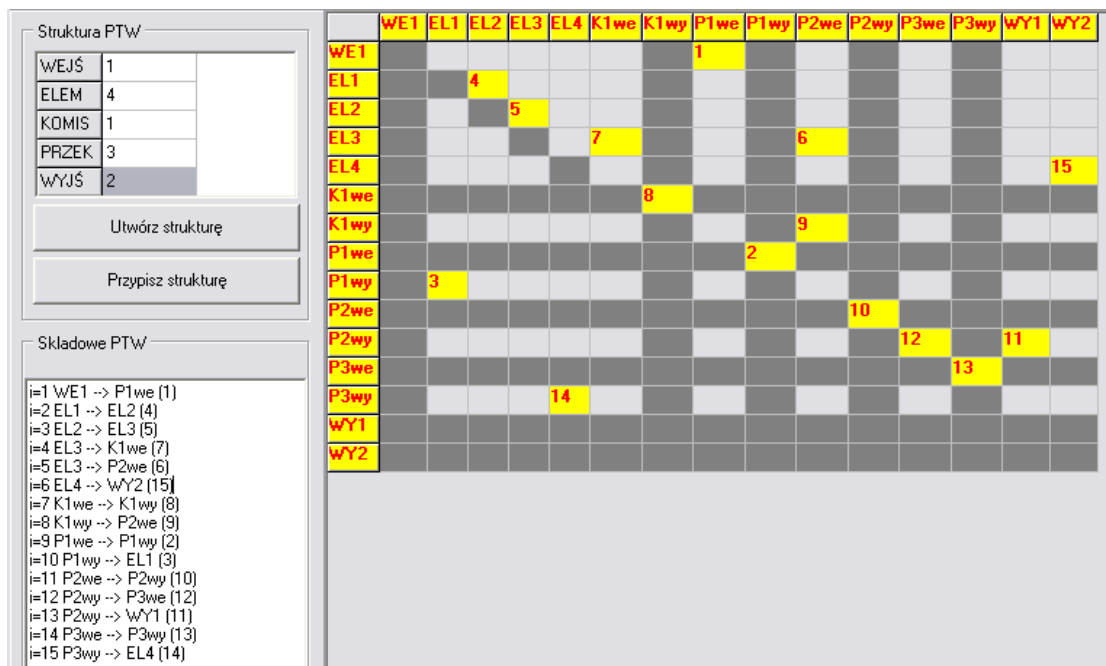 Struktura PTW
WEJŚ 1
ELEM 4
KOMIS 1
PRZEK 3
WYJŚ 2
Utwórz strukturę
Przypisz strukturę
Skladowe PTW
i=1 WE1 --> P1we (1)
i=2 EL1 --> EL2 (4)
i=3 EL2 --> EL3 (5)
i=4 EL3 --> K1we (7)
i=5 EL3 --> P2we (6)
i=6 EL4 --> WY2 (15)
i=7 K1we --> K1wy (8)
i=8 K1wy --> P2we (9)
i=9 P1we --> P1wy (2)
i=10 P1wy --> EL1 (3)
i=11 P2we --> P2wy (10)
i=12 P2wy --> P3we (12)
i=13 P2wy --> WY1 (11)
i=14 P3we --> P3wy (13)
i=15 P3wy --> EL4 (14)
WE1 EL1 EL2 EL3 EL4 K1we K1wy P1we P1wy P2we P2wy P3we P3wy WY1 WY2
WE1 1
EL1 4
EL2 5
EL3 7 6
EL4 15
K1we 8
K1wy 9
P1we 2
P1wy 3
P2we 10
P2wy 12 11
P3we 13
P3wy 14
WY1
WY2